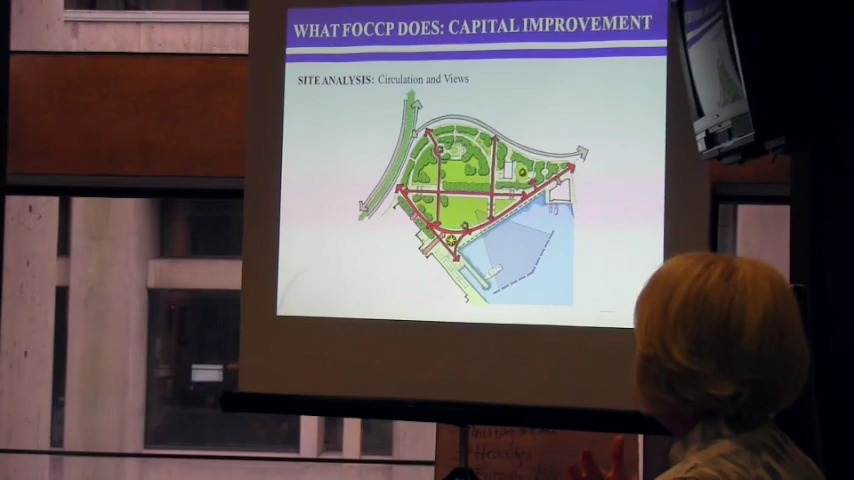 WHAT FOCCP DOES: CAPITAL IMPROVEMENT
SITE ANALYSIS: Circulation and Views